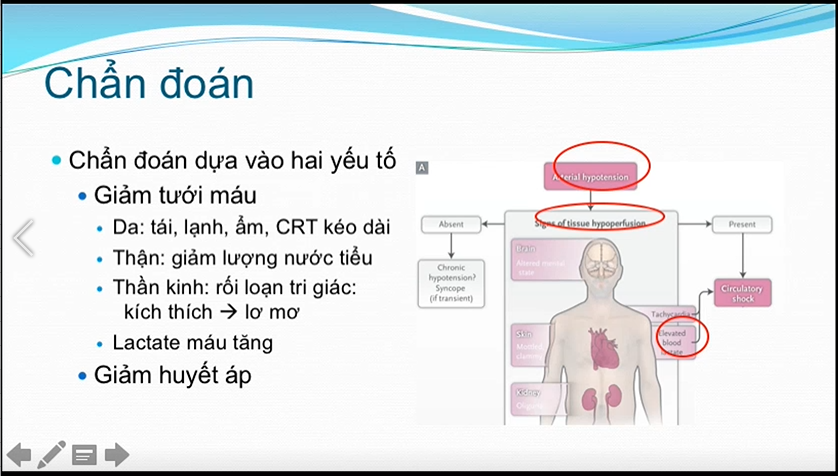 Chẩn đoán
Chẩn đoán dựa vào hai yếu tố
Giảm tưới máu
Da: tái, lạnh, ẩm, CRT kéo dài
Thận: giảm lượng nước tiểu
Thần kinh: rối loạn tri giác:
kích thích → lơ mơ
Lactate máu tăng
Giảm huyết áp
A
Arterial hypotension
Signs of tissue hypoperfusion
Absent
Present
Chronic
hypotension?
Syncope
(if transient)
Brain
Altered mental
state
Circulatory
shock
Tachycardia
Elevated
blood
lactate
Skin
Mottled,
clammy
Kidney
Oliguria